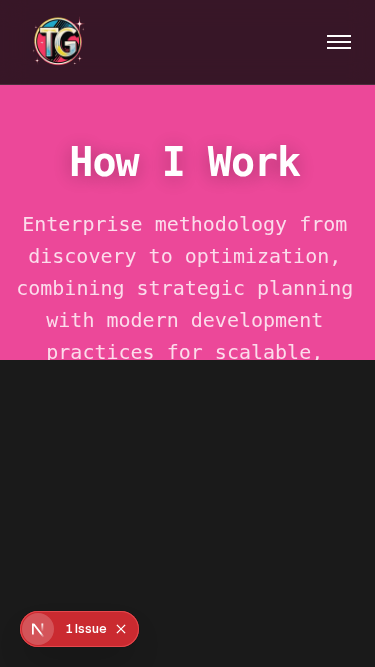 TG
How I Work
Enterprise methodology from
discovery to optimization,
combining strategic planning
with modern development
practices for scalable,
N
1 Issue